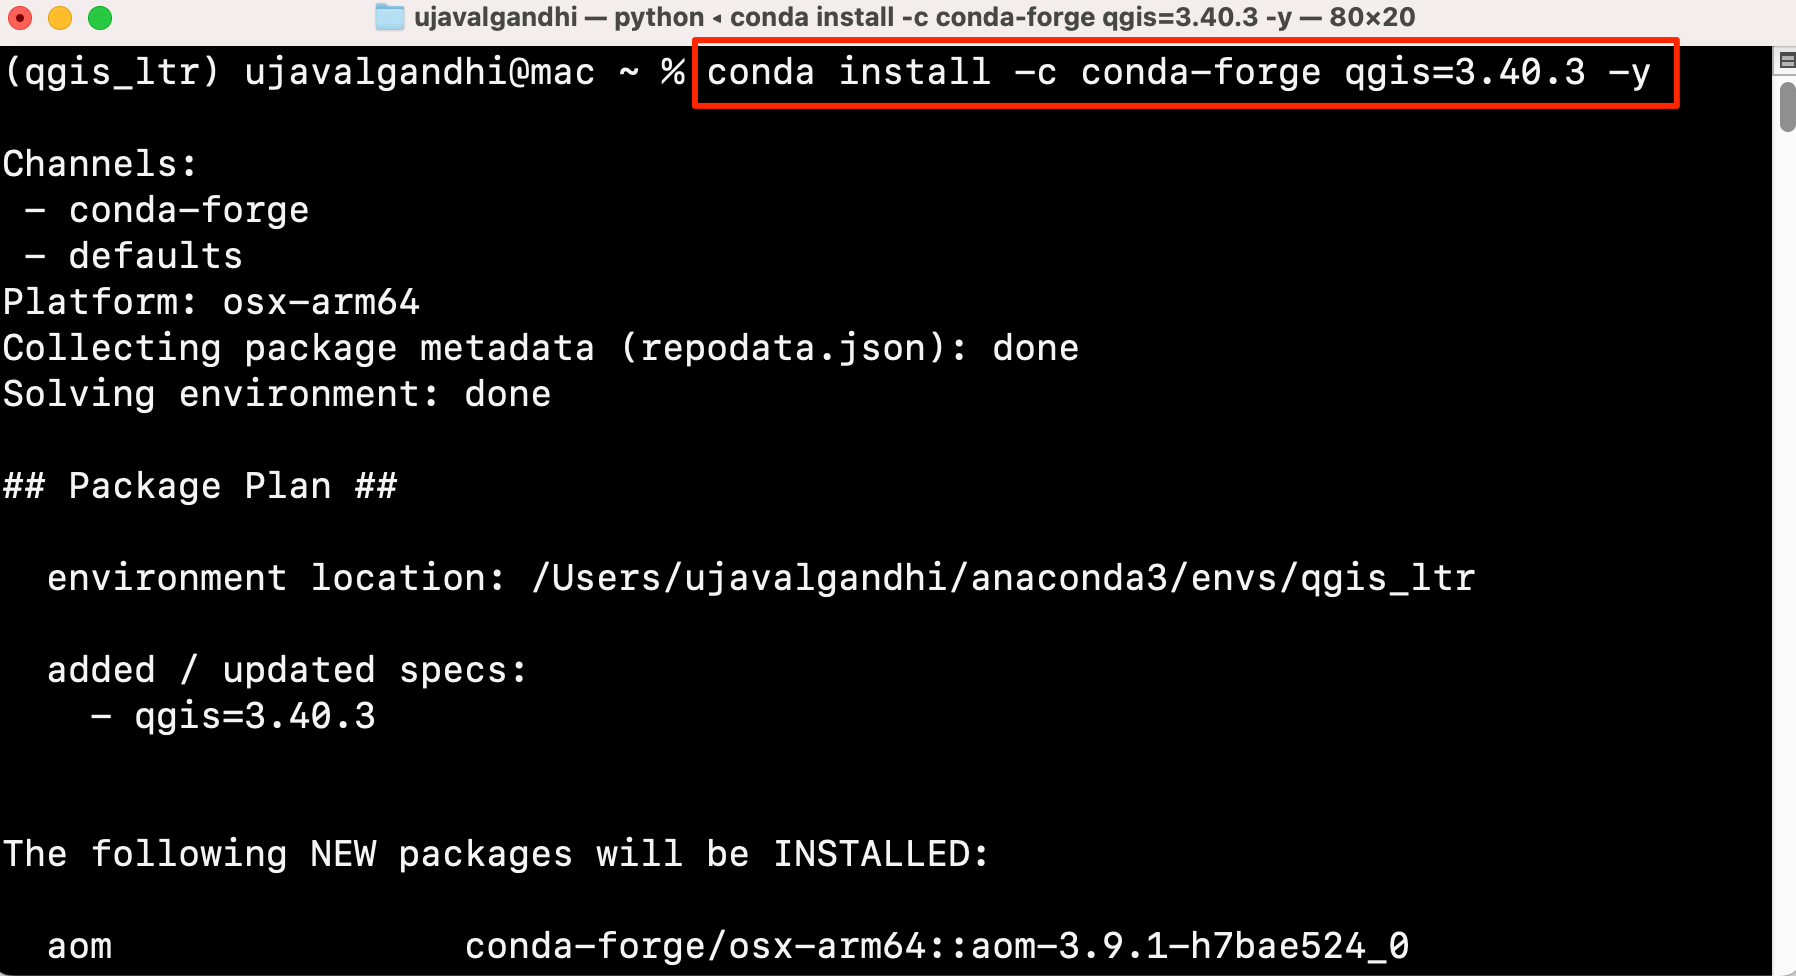 ujavalgandhi — python ◂ conda install -c conda-forge qgis=3.40.3 -y — 80×20
(qgis_ltr) ujavalgandhi@mac ~ % conda install -c conda-forge qgis=3.40.3 -y
Channels:
 - conda-forge
 - defaults
Platform: osx-arm64
Collecting package metadata (repodata.json): done
Solving environment: done
## Package Plan ##
  environment location: /Users/ujavalgandhi/anaconda3/envs/qgis_ltr
  added / updated specs:
    - qgis=3.40.3
The following NEW packages will be INSTALLED:
  aom                conda-forge/osx-arm64::aom-3.9.1-h7bae524_0